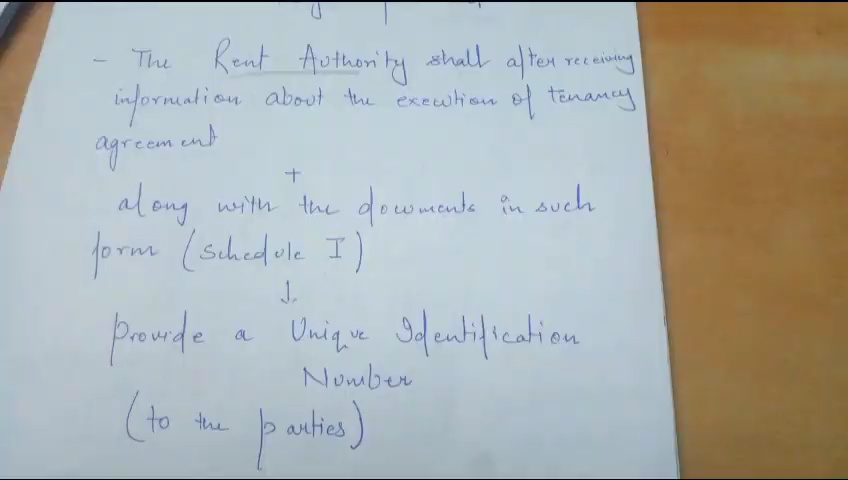 - The Rent Authority shall after receiving
information about the execution of tenancy
agreement
+
along with the documents in such
form (Schedule I)
↓
Provide a Unique Identification
Number
(to the parties)